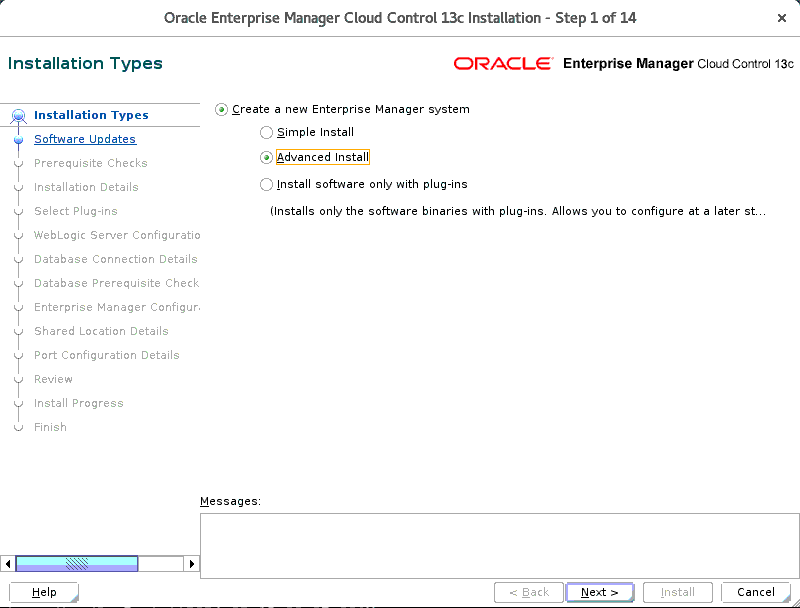 Oracle Enterprise Manager Cloud Control 13c Installation - Step 1 of 14
Installation Types
ORACLE Enterprise Manager Cloud Control 13c
Installation Types
Software Updates
Prerequisite Checks
Installation Details
Select Plug-ins
WebLogic Server Configuratio
Database Connection Details
Database Prerequisite Check
Enterprise Manager Configur
Shared Location Details
Port Configuration Details
Review
Install Progress
Finish
Create a new Enterprise Manager system
Simple Install
Advanced Install
Install software only with plug-ins
(Installs only the software binaries with plug-ins. Allows you to configure at a later st...
Messages:
Help
< Back
Next >
Install
Cancel